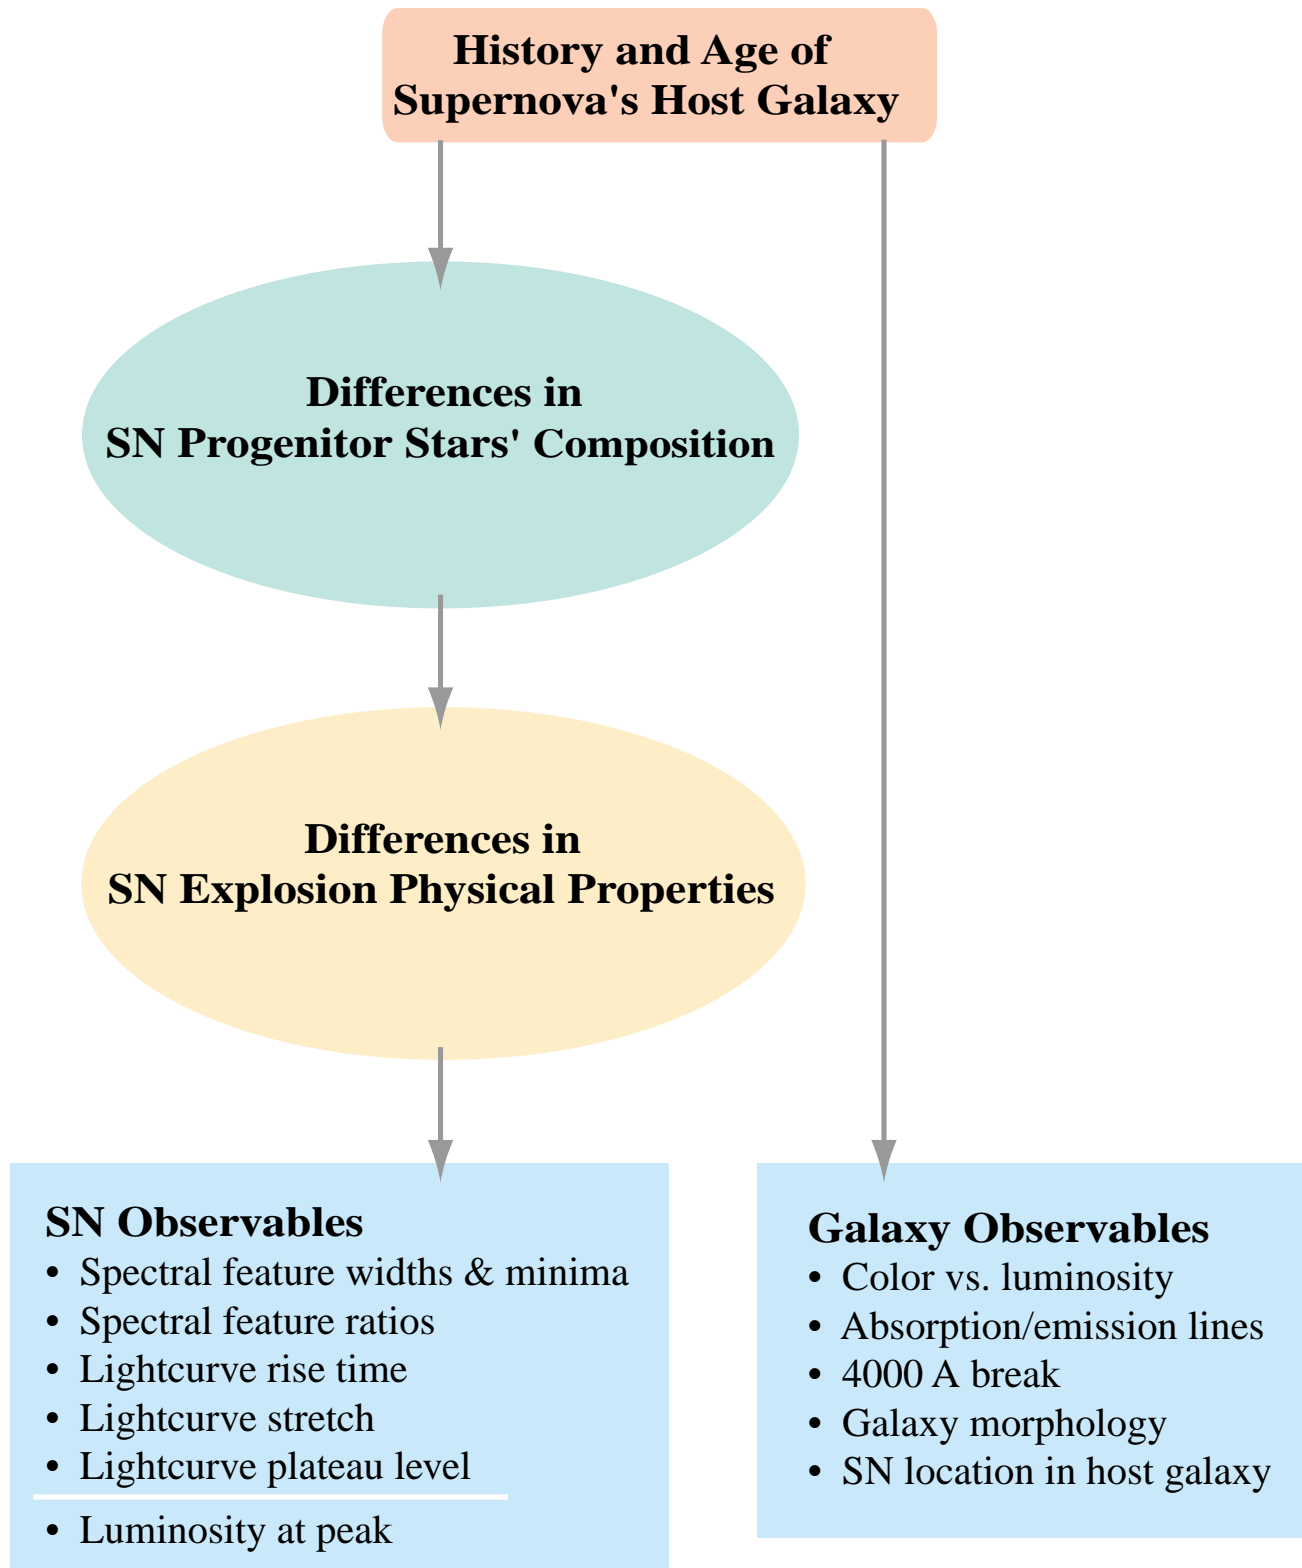 History and Age of
Supernova's Host Galaxy
Differences in
SN Progenitor Stars' Composition
Differences in
SN Explosion Physical Properties
SN Observables
• Spectral feature widths & minima
• Spectral feature ratios
• Lightcurve rise time
• Lightcurve stretch
• Lightcurve plateau level
• Luminosity at peak
Galaxy Observables
• Color vs. luminosity
• Absorption/emission lines
• 4000 A break
• Galaxy morphology
• SN location in host galaxy